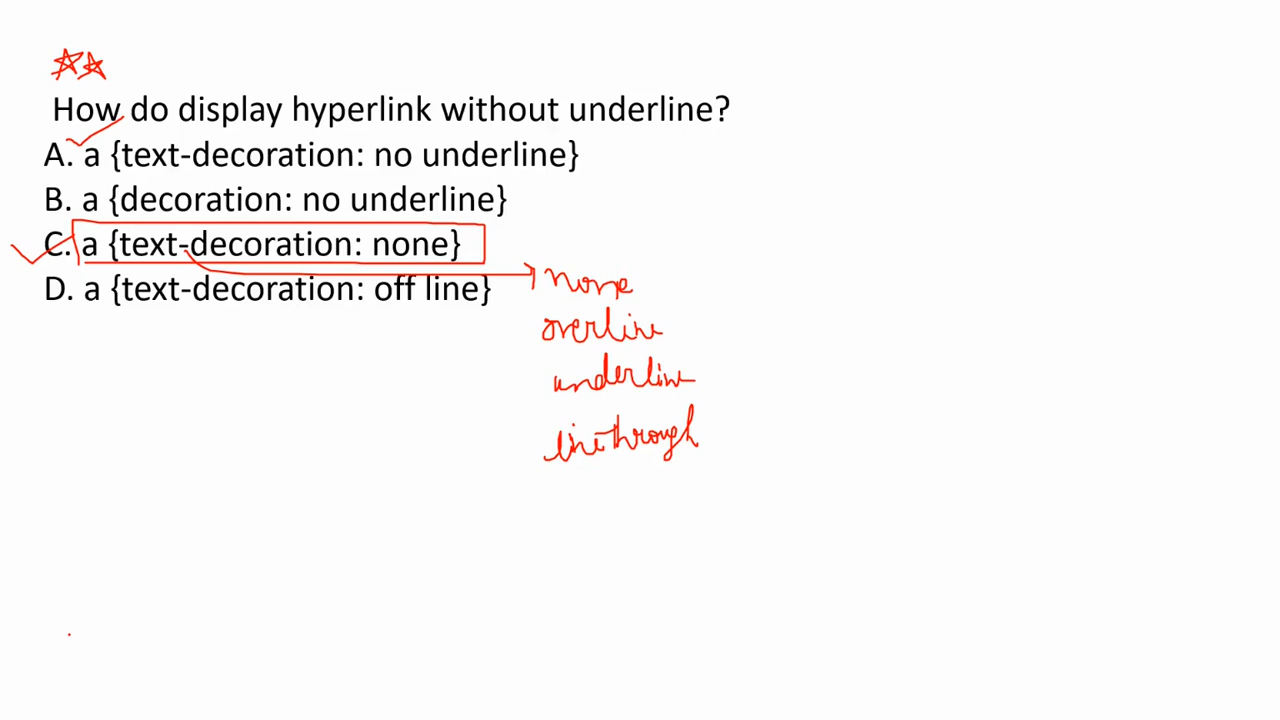 How do display hyperlink without underline?
A. a {text-decoration: no underline}
B. a {decoration: no underline}
C. a {text-decoration: none}
D. a {text-decoration: off line}
none
overline
underline
linethrough